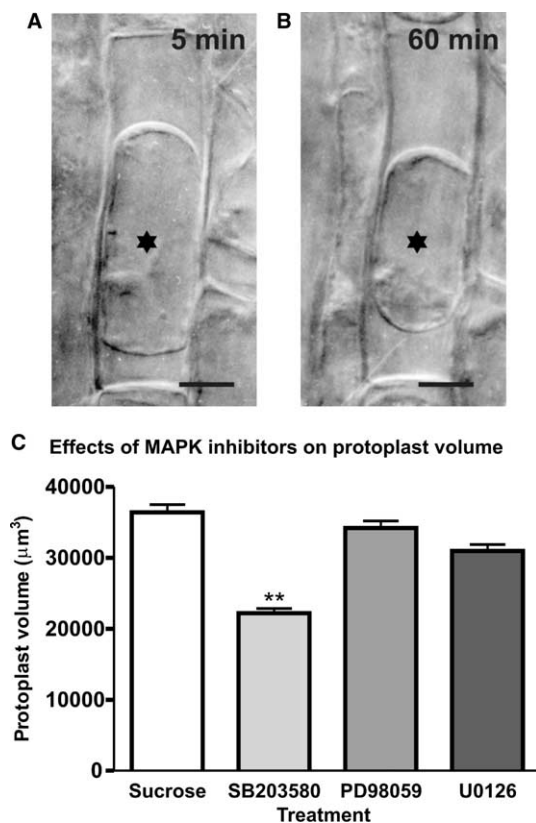 A
5 min
B
60 min
C Effects of MAPK inhibitors on protoplast volume
Protoplast volume (µm³)
40000
30000
20000
10000
0
**
Sucrose SB203580 PD98059 U0126
Treatment